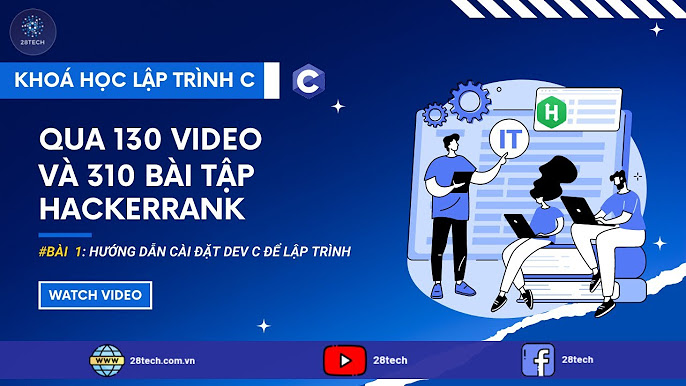 28TECH
KHOÁ HỌC LẬP TRÌNH C
C
QUA 130 VIDEO
VÀ 310 BÀI TẬP
HACKERRANK
#BÀI 1: HƯỚNG DẪN CÀI ĐẶT DEV C ĐỂ LẬP TRÌNH
WATCH VIDEO
IT
H
WWW
28tech.com.vn
28tech
f
28tech